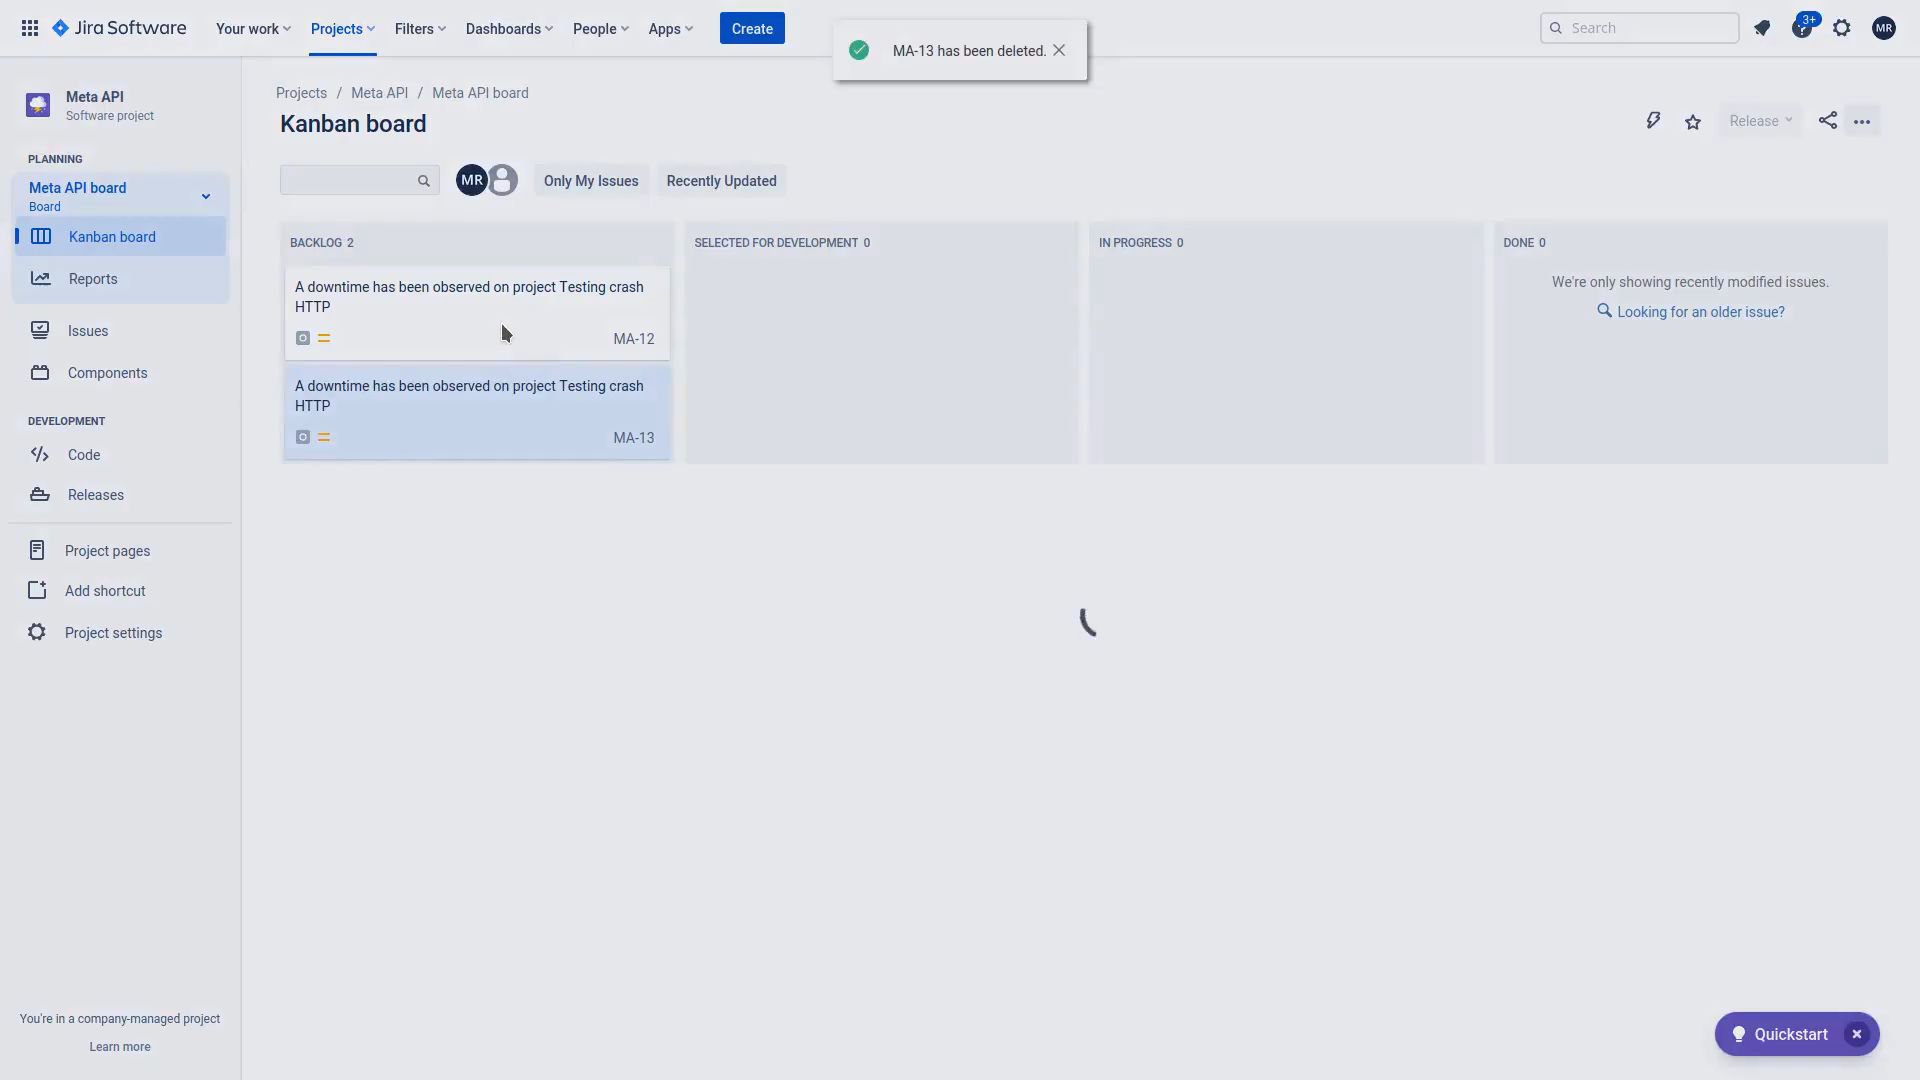 Jira Software
Your work
Projects
Filters
Dashboards
People
Apps
Create
MA-13 has been deleted.
Search
3+
MR
Meta API
Software project
PLANNING
Meta API board
Board
Kanban board
Reports
Issues
Components
DEVELOPMENT
Code
Releases
Project pages
Add shortcut
Project settings
You're in a company-managed project
Learn more
Projects / Meta API / Meta API board
Kanban board
Release
MR
Only My Issues
Recently Updated
BACKLOG 2
A downtime has been observed on project Testing crash
HTTP
MA-12
A downtime has been observed on project Testing crash
HTTP
MA-13
SELECTED FOR DEVELOPMENT 0
IN PROGRESS 0
DONE 0
We're only showing recently modified issues.
Looking for an older issue?
Quickstart